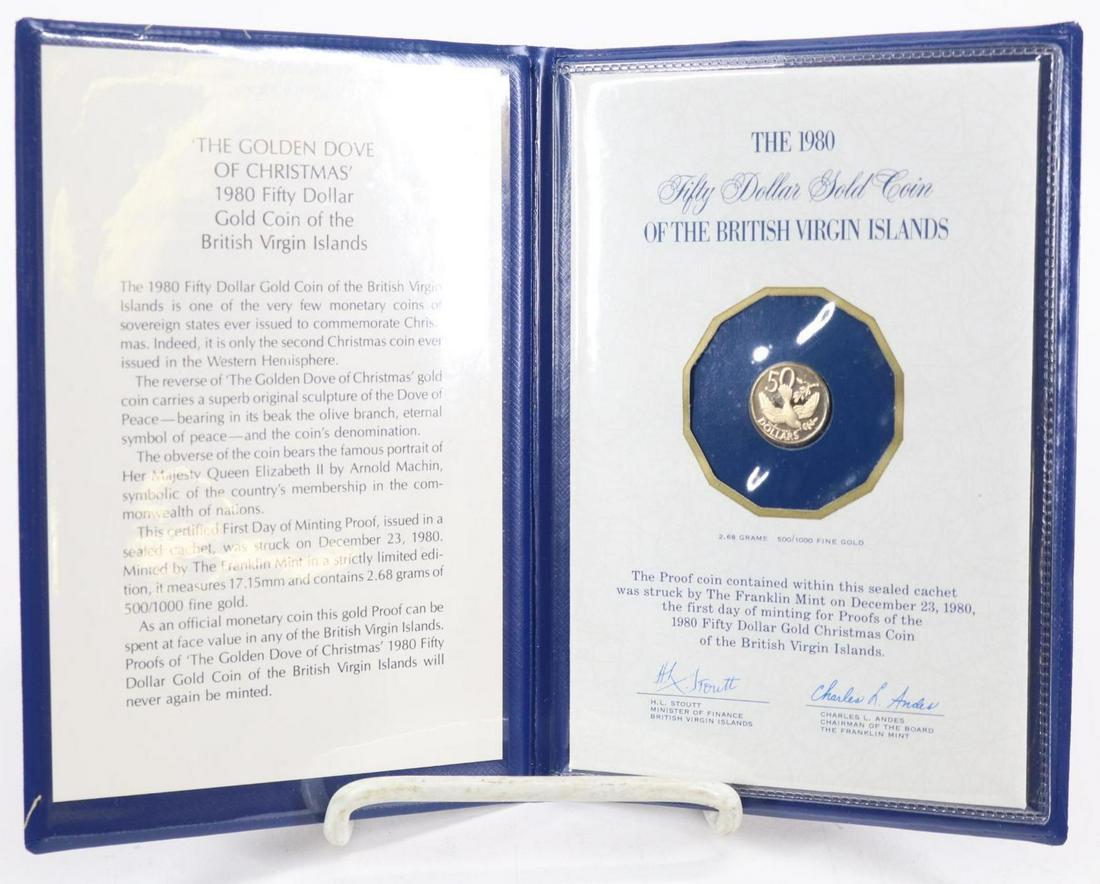 'THE GOLDEN DOVE
OF CHRISTMAS'
1980 Fifty Dollar
Gold Coin of the
British Virgin Islands
The 1980 Fifty Dollar Gold Coin of the British Virgin
Islands is one of the very few monetary coins of
sovereign states ever issued to commemorate Christ-
mas. Indeed, it is only the second Christmas coin ever
issued in the Western Hemisphere.
The reverse of 'The Golden Dove of Christmas' gold
coin carries a superb original sculpture of the Dove of
Peace—bearing in its beak the olive branch, eternal
symbol of peace—and the coin's denomination.
The obverse of the coin bears the famous portrait of
Her Majesty Queen Elizabeth II by Arnold Machin,
symbolic of the country's membership in the com-
monwealth of nations.
This certified First Day of Minting Proof, issued in a
sealed cachet, was struck on December 23, 1980.
Minted by The Franklin Mint in a strictly limited edi-
tion, it measures 17.15mm and contains 2.68 grams of
500/1000 fine gold.
As an official monetary coin this gold Proof can be
spent at face value in any of the British Virgin Islands.
Proofs of 'The Golden Dove of Christmas' 1980 Fifty
Dollar Gold Coin of the British Virgin Islands will
never again be minted.
THE 1980
Fifty Dollar Gold Coin
OF THE BRITISH VIRGIN ISLANDS
50
DOLLARS
2.68 GRAMS 500/1000 FINE GOLD
The Proof coin contained within this sealed cachet
was struck by The Franklin Mint on December 23, 1980,
the first day of minting for Proofs of the
1980 Fifty Dollar Gold Christmas Coin
of the British Virgin Islands.
H L Stoutt
H.L. STOUTT
MINISTER OF FINANCE
BRITISH VIRGIN ISLANDS
Charles L. Andes
CHARLES L. ANDES
CHAIRMAN OF THE BOARD
THE FRANKLIN MINT